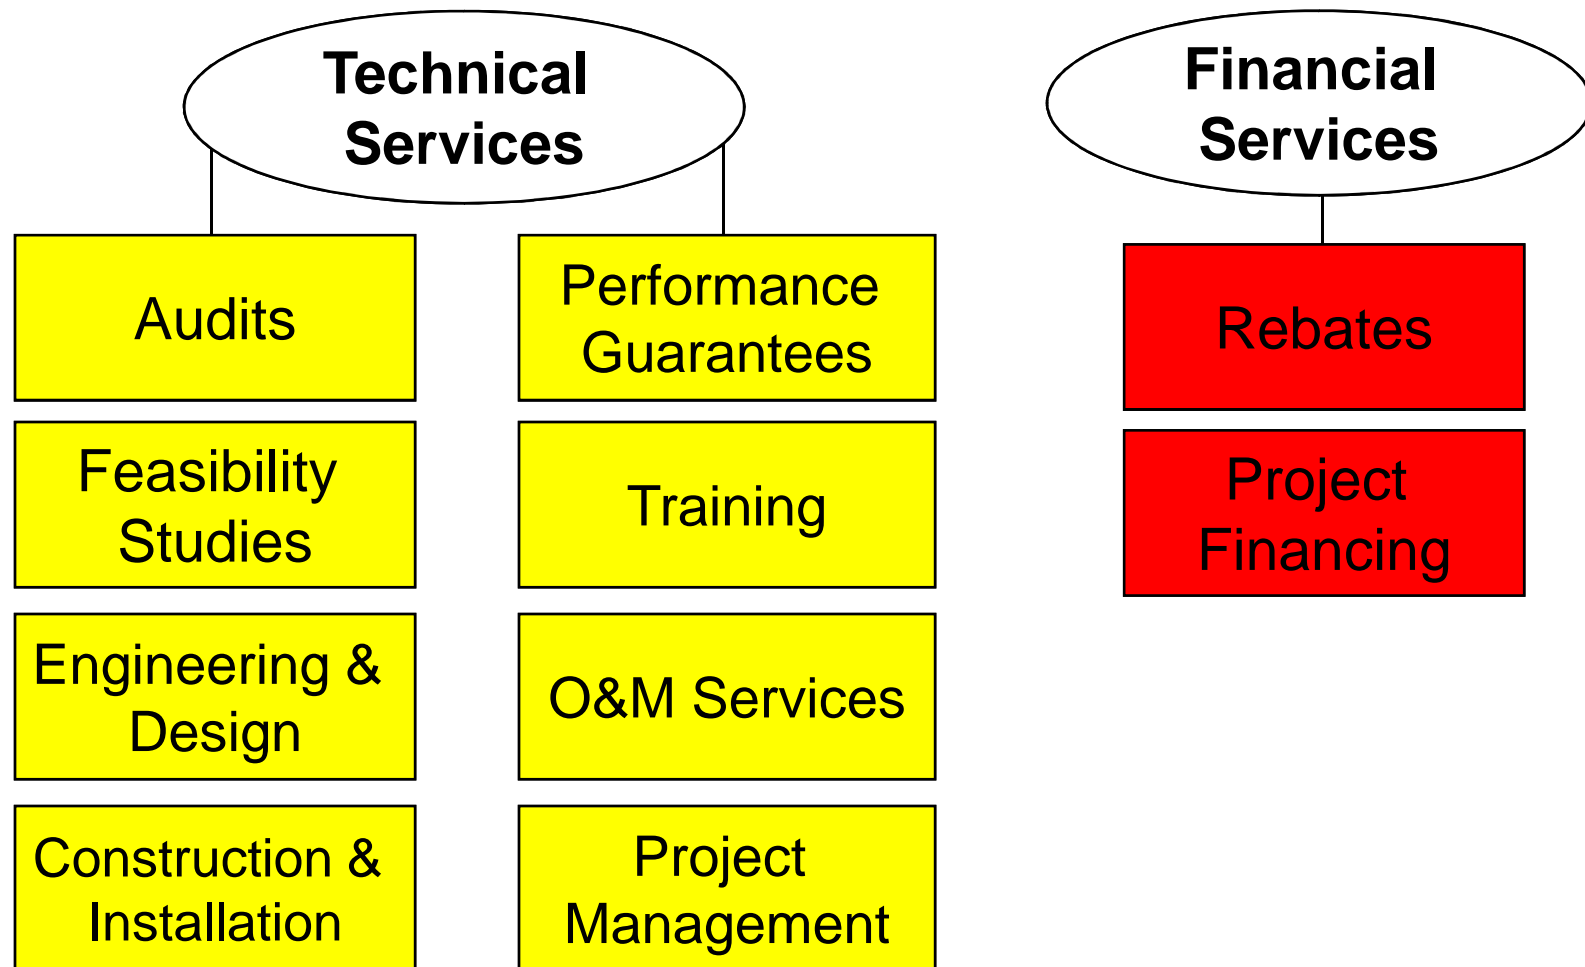 Technical
Services
Financial
Services
Audits
Performance
Guarantees
Rebates
Feasibility
Studies
Training
Project
Financing
Engineering &
Design
O&M Services
Construction &
Installation
Project
Management